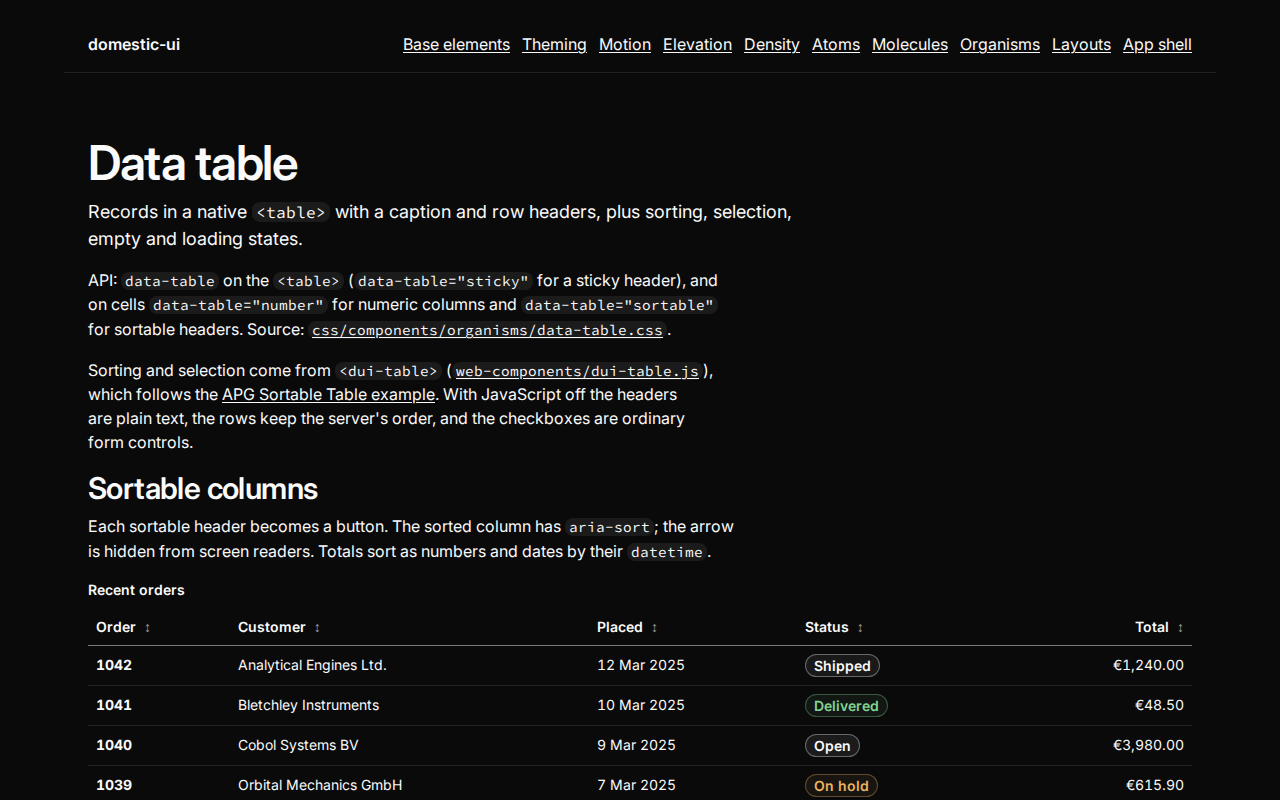 domestic-ui
Base elements Theming Motion Elevation Density Atoms Molecules Organisms Layouts App shell
Data table
Records in a native <table> with a caption and row headers, plus sorting, selection,
empty and loading states.
API: data-table on the <table> ( data-table="sticky" for a sticky header), and
on cells data-table="number" for numeric columns and data-table="sortable"
for sortable headers. Source: css/components/organisms/data-table.css.
Sorting and selection come from <dui-table> ( web-components/dui-table.js ),
which follows the APG Sortable Table example. With JavaScript off the headers
are plain text, the rows keep the server's order, and the checkboxes are ordinary
form controls.
Sortable columns
Each sortable header becomes a button. The sorted column has aria-sort; the arrow
is hidden from screen readers. Totals sort as numbers and dates by their datetime.
Recent orders
Order ↕ Customer ↕ Placed ↕ Status ↕ Total ↕
1042 Analytical Engines Ltd. 12 Mar 2025 Shipped €1,240.00
1041 Bletchley Instruments 10 Mar 2025 Delivered €48.50
1040 Cobol Systems BV 9 Mar 2025 Open €3,980.00
1039 Orbital Mechanics GmbH 7 Mar 2025 On hold €615.90